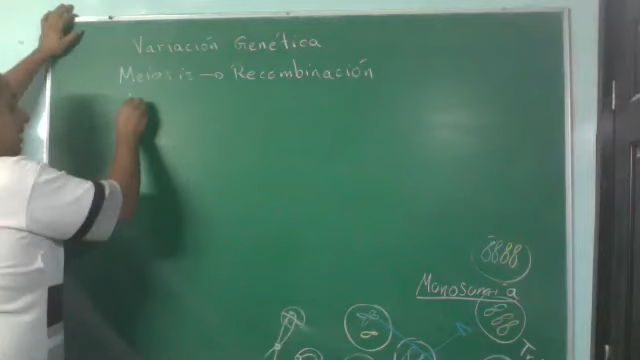 Variación Genética
Meiosis → Recombinación
Monosomía